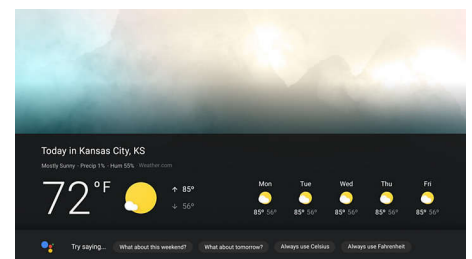 Today in Kansas City, KS
Mostly Sunny · Precip 1% · Hum 55% · Weather.com
72°F
↑ 85°
↓ 56°
Mon Tue Wed Thu Fri
85° 56° 85° 56° 85° 56° 85° 56° 85° 56°
Try saying... What about this weekend? What about tomorrow? Always use Celsius Always use Fahrenheit